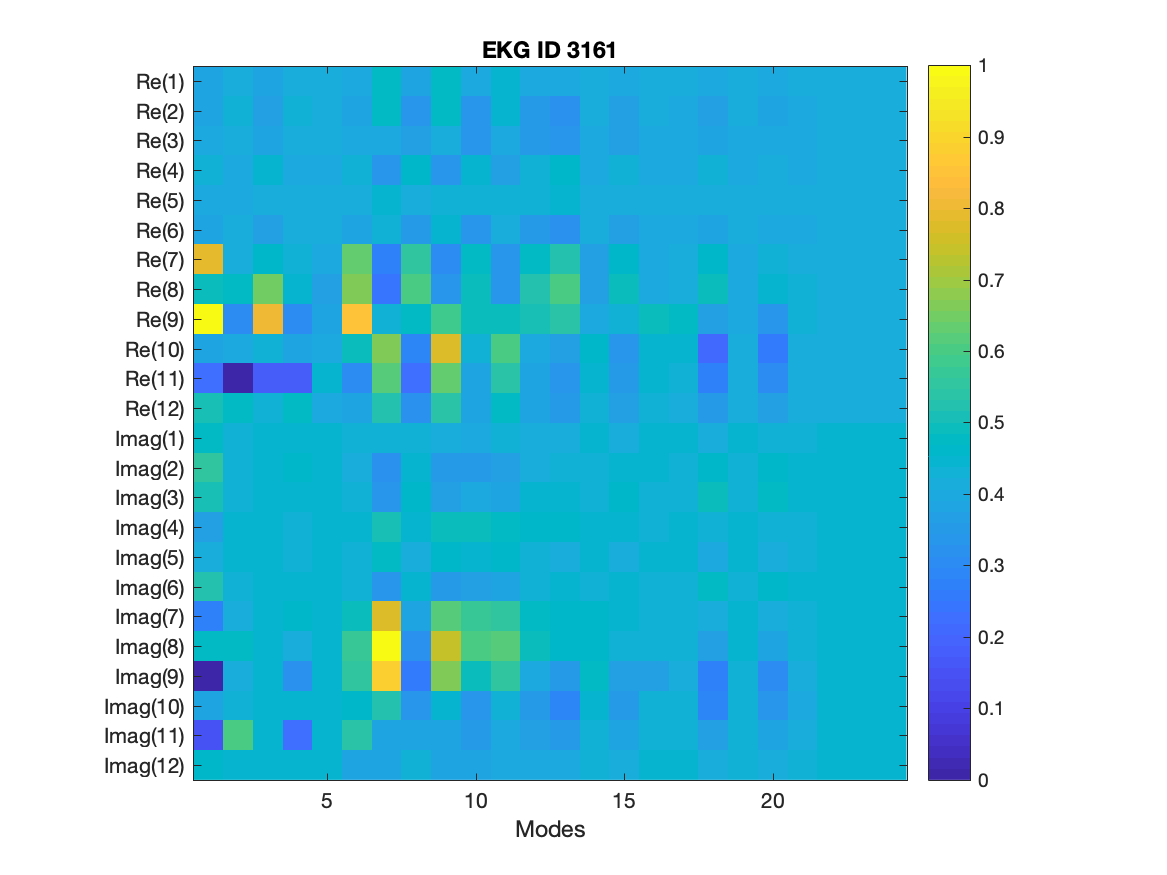 EKG ID 3161
Re(1)
Re(2)
Re(3)
Re(4)
Re(5)
Re(6)
Re(7)
Re(8)
Re(9)
Re(10)
Re(11)
Re(12)
Imag(1)
Imag(2)
Imag(3)
Imag(4)
Imag(5)
Imag(6)
Imag(7)
Imag(8)
Imag(9)
Imag(10)
Imag(11)
Imag(12)
5 10 15 20
Modes
1
0.9
0.8
0.7
0.6
0.5
0.4
0.3
0.2
0.1
0